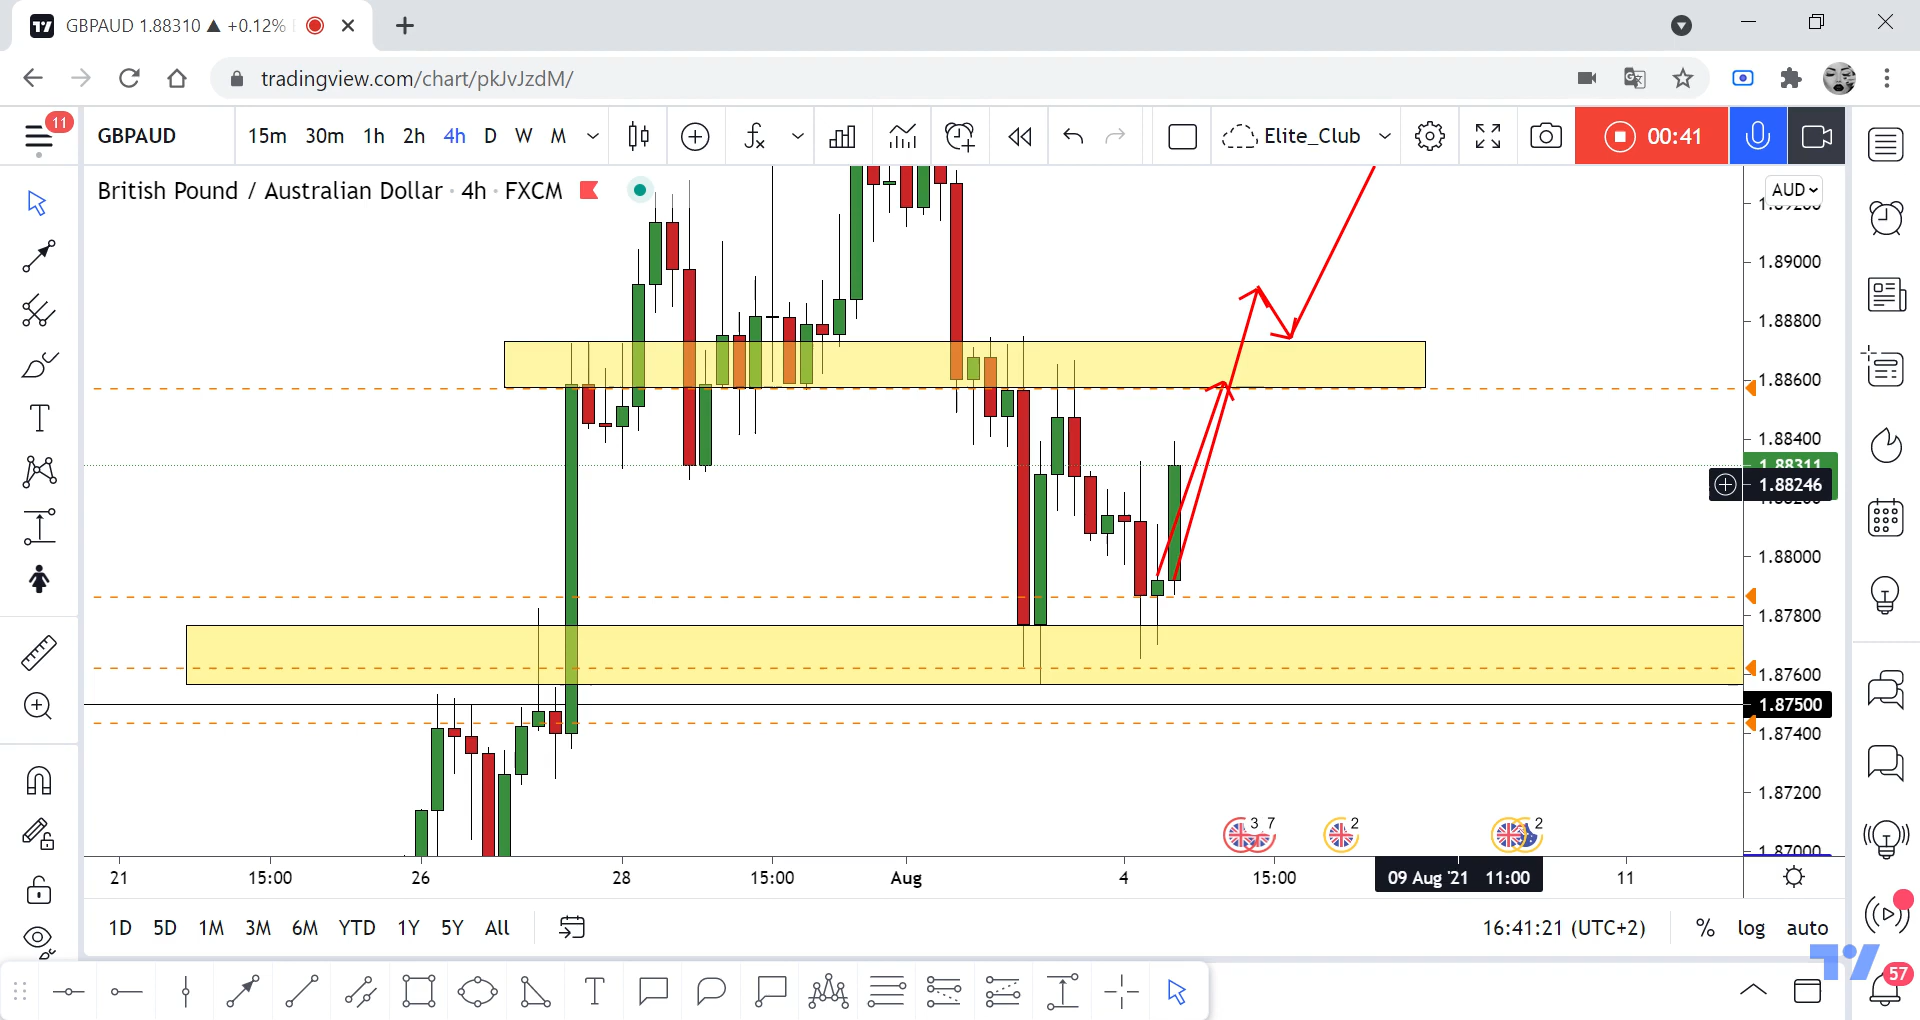 GBPAUD 1.88310 ▲ +0.12%
tradingview.com/chart/pkJvJzdM/
11
GBPAUD
15m 30m 1h 2h 4h D W M
Elite_Club
00:41
British Pound / Australian Dollar · 4h · FXCM
AUD
1.89000
1.88800
1.88600
1.88400
1.88311
1.88246
1.88000
1.87800
1.87600
1.87500
1.87400
1.87200
1.87000
3 7
2
2
21 15:00 26 28 15:00 Aug 4 15:00 09 Aug '21 11:00 11
1D 5D 1M 3M 6M YTD 1Y 5Y All
16:41:21 (UTC+2)
% log auto
T
57